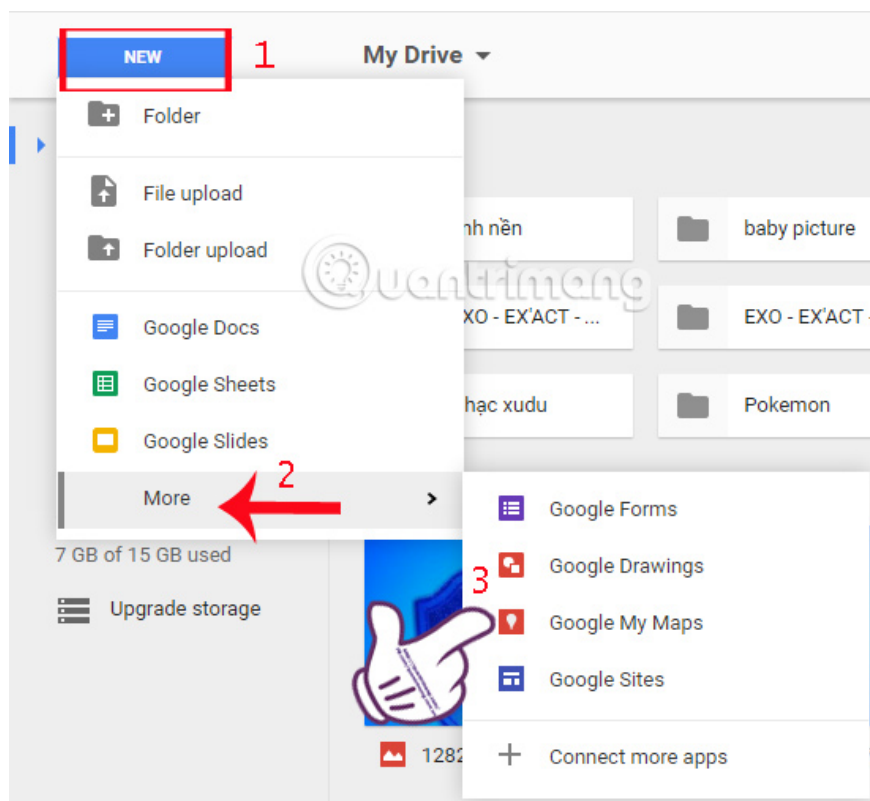 NEW
1
My Drive
Folder
File upload
Folder upload
nh nền
baby picture
Quantrimang
Google Docs
XO - EX'ACT - ...
EXO - EX'ACT
Google Sheets
hạc xudu
Pokemon
Google Slides
2
More
Google Forms
7 GB of 15 GB used
Google Drawings
3
Upgrade storage
Google My Maps
Google Sites
1282
Connect more apps